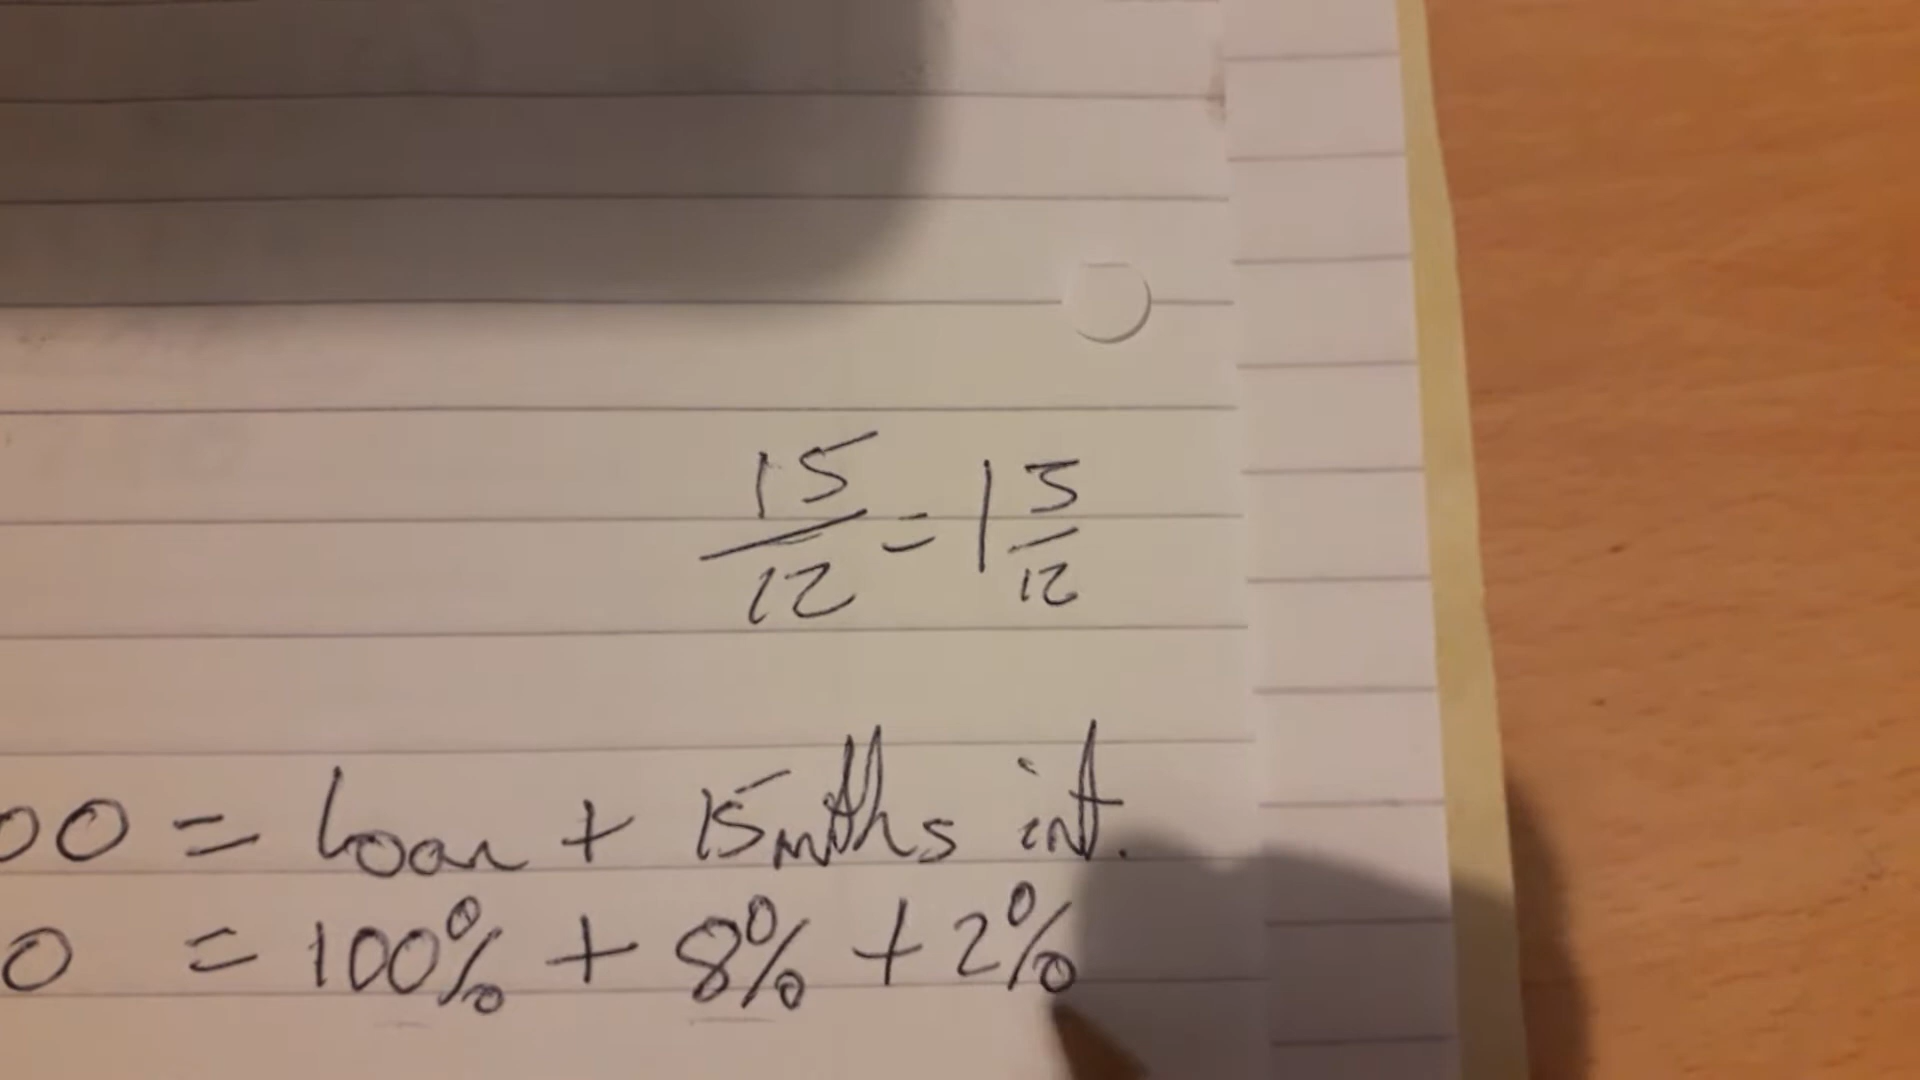 15/12 = 1 3/12
00 = Loan + 15mths int.
0 = 100% + 8% + 2%